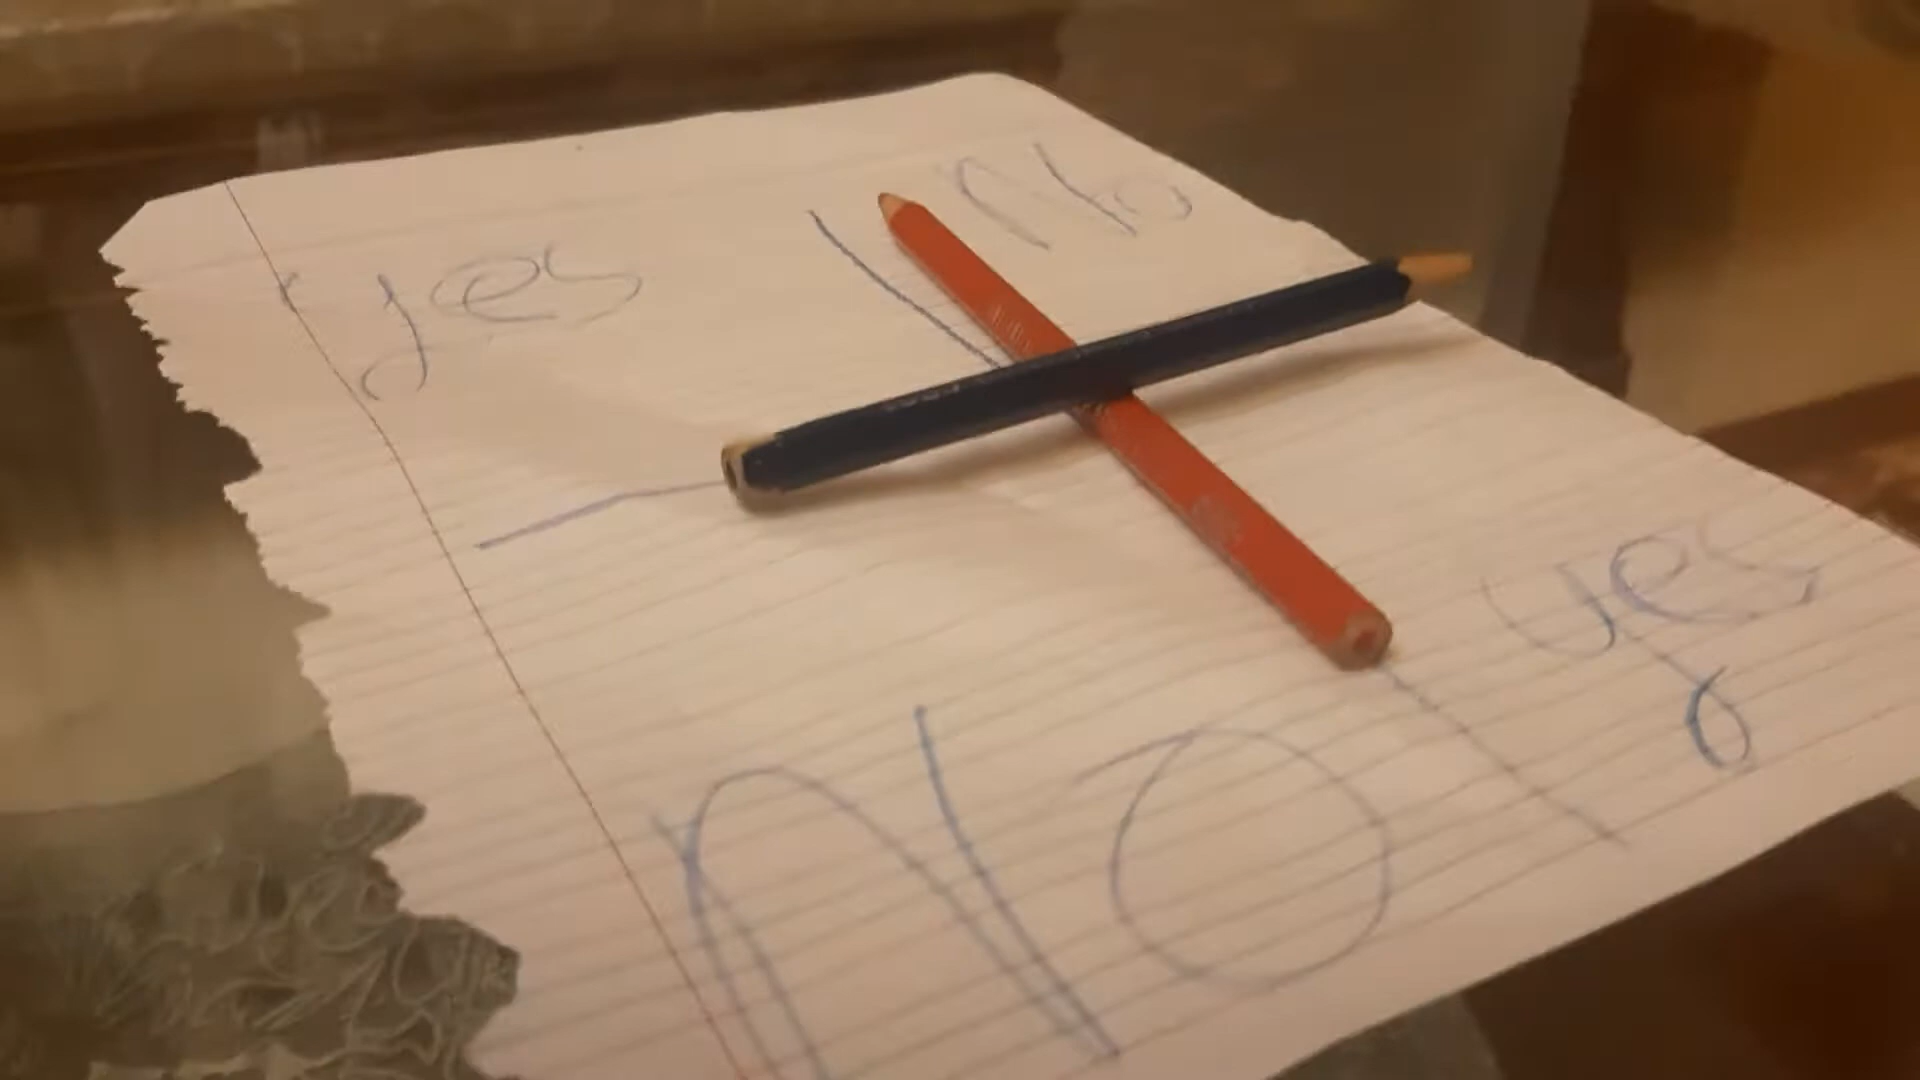 yes No
yes
No